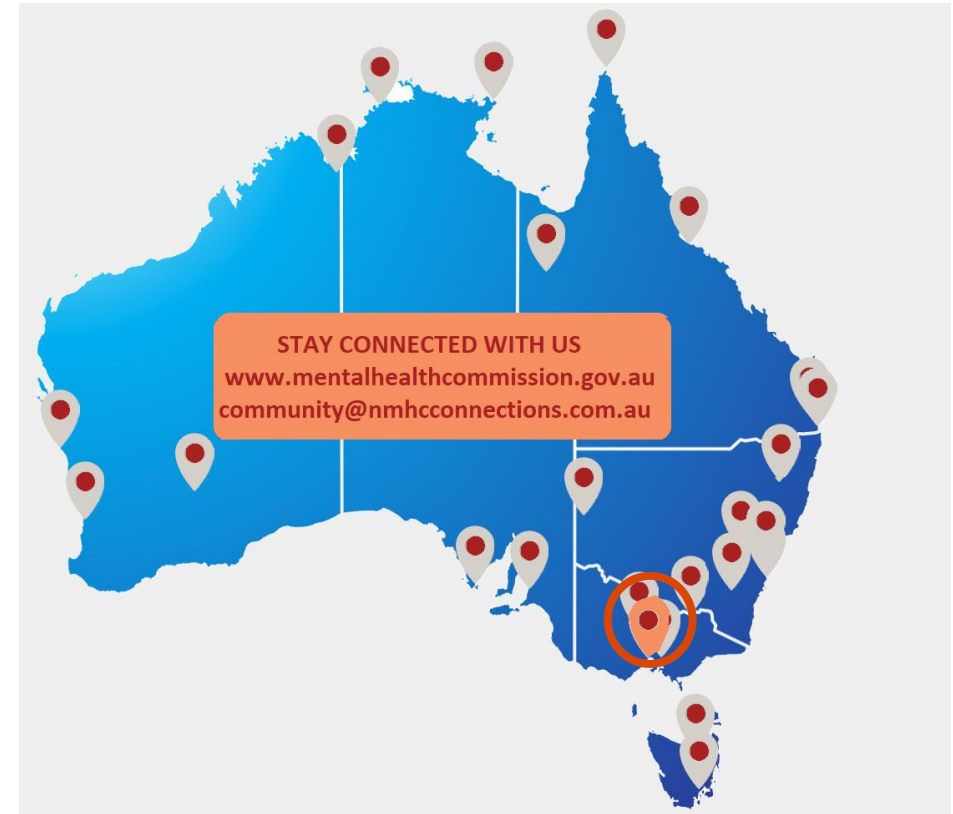 STAY CONNECTED WITH US
www.mentalhealthcommission.gov.au
community@nmhcconnections.com.au